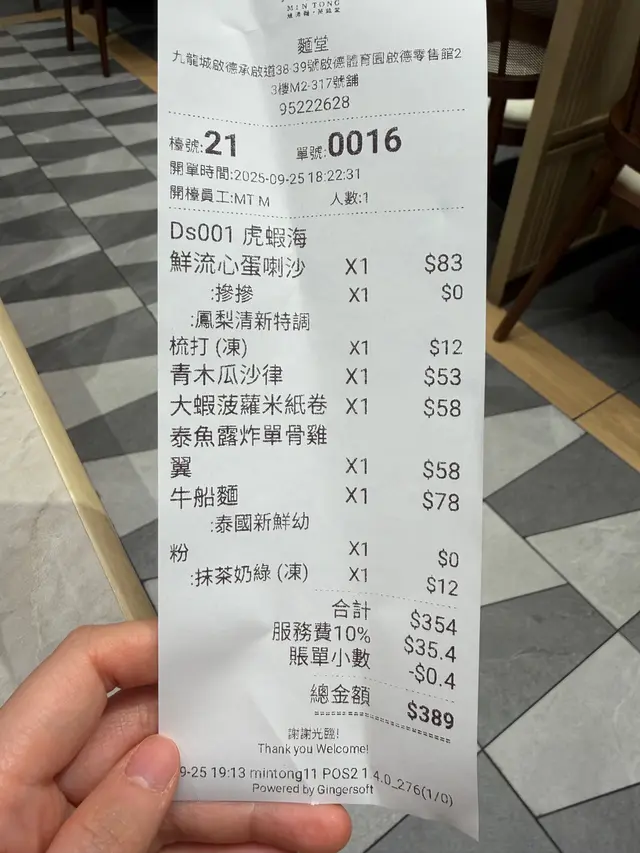 MIN TONG
麵堂
九龍城啟德承啟道38-39號啟德體育園啟德零售館2
3樓M2-317號舖
95222628
檯號:21 單號:0016
開單時間:2025-09-25 18:22:31
開檯員工:MT M 人數:1
Ds001 虎蝦海
鮮流心蛋喇沙 X1 $83
:摻摻 X1 $0
:鳳梨清新特調
梳打 (凍) X1 $12
青木瓜沙律 X1 $53
大蝦菠蘿米紙卷 X1 $58
泰魚露炸單骨雞
翼 X1 $58
牛船麵 X1 $78
:泰國新鮮幼
粉 X1 $0
:抹茶奶綠 (凍) X1 $12
合計 $354
服務費10% $35.4
賬單小數 -$0.4
總金額 $389
謝謝光臨!
Thank you Welcome!
9-25 19:13 mintong11 POS2 1.4.0_276(1/0)
Powered by Gingersoft